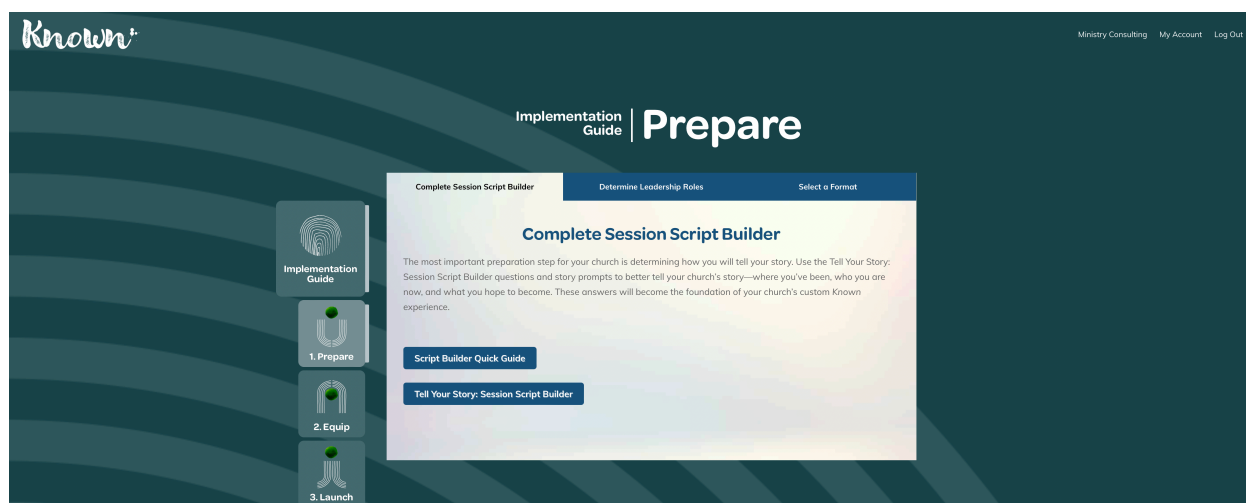 Known
Ministry Consulting My Account Log Out
Implementation
Guide
Prepare
Complete Session Script Builder Determine Leadership Roles Select a Format
Implementation
Guide
1. Prepare
2. Equip
3. Launch
Complete Session Script Builder
The most important preparation step for your church is determining how you will tell your story. Use the Tell Your Story:
Session Script Builder questions and story prompts to better tell your church's story—where you've been, who you are
now, and what you hope to become. These answers will become the foundation of your church's custom Known
experience.
Script Builder Quick Guide
Tell Your Story: Session Script Builder